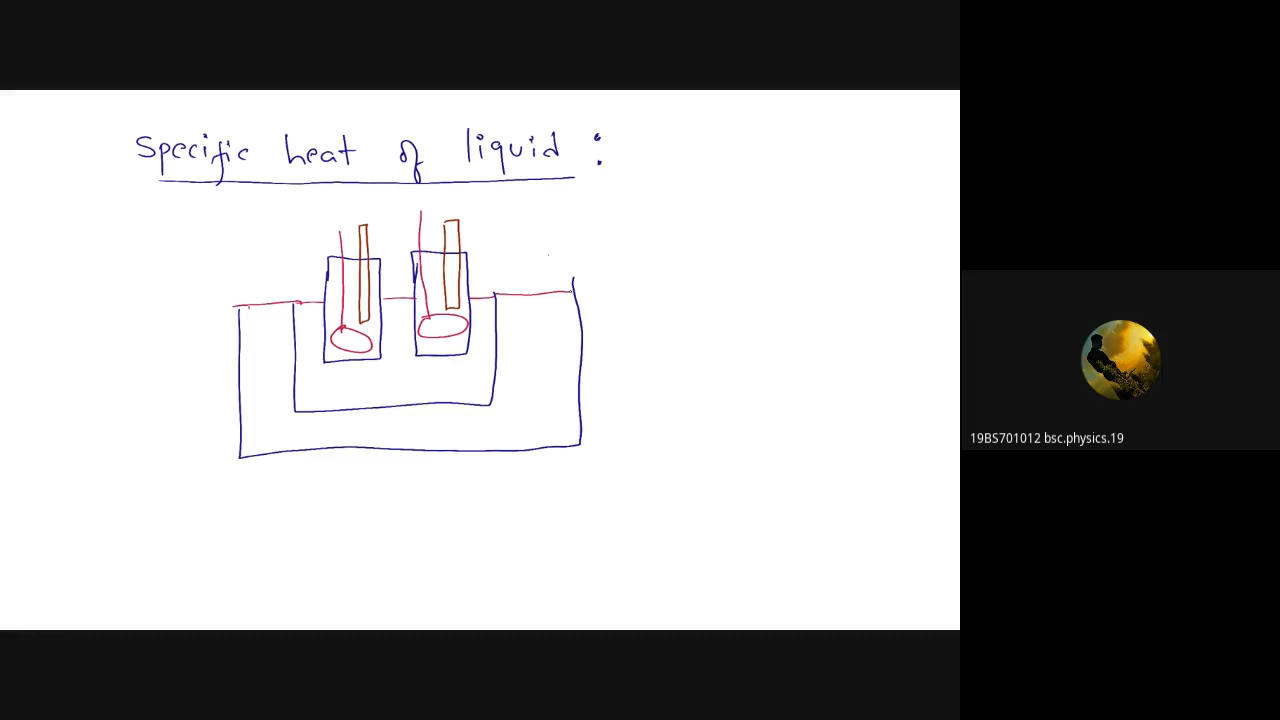 Specific heat of liquid :
19BS701012 bsc.physics.19